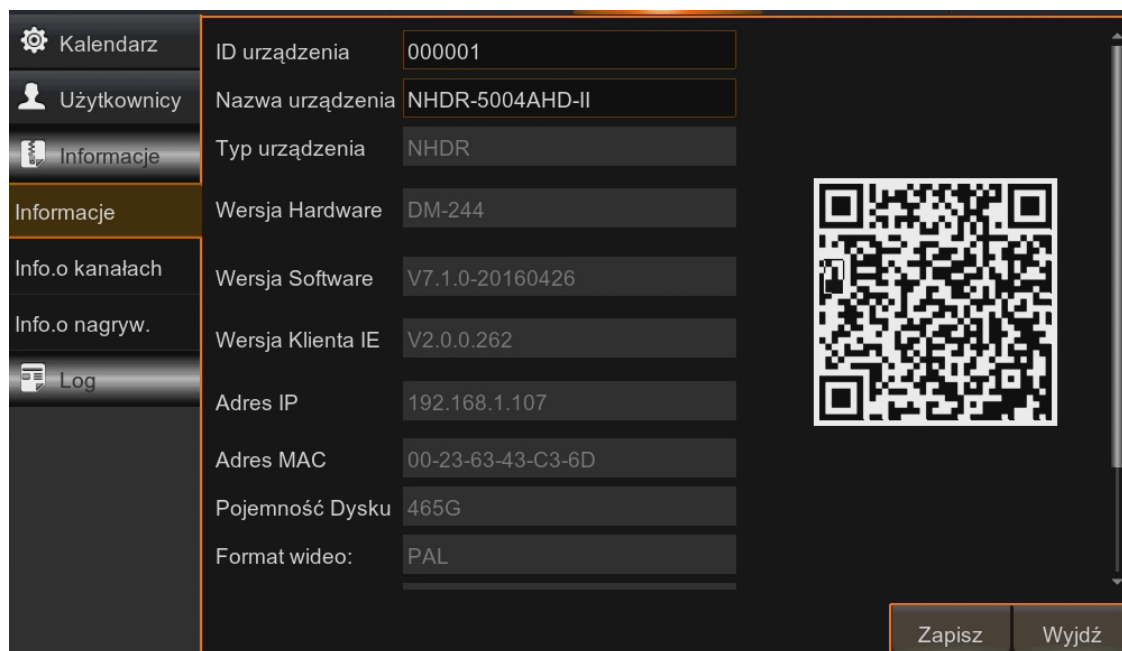 Kalendarz
Użytkownicy
Informacje
Informacje
Info.o kanałach
Info.o nagryw.
Log
ID urządzenia 000001
Nazwa urządzenia NHDR-5004AHD-II
Typ urządzenia NHDR
Wersja Hardware DM-244
Wersja Software V7.1.0-20160426
Wersja Klienta IE V2.0.0.262
Adres IP 192.168.1.107
Adres MAC 00-23-63-43-C3-6D
Pojemność Dysku 465G
Format wideo: PAL
Zapisz Wyjdź